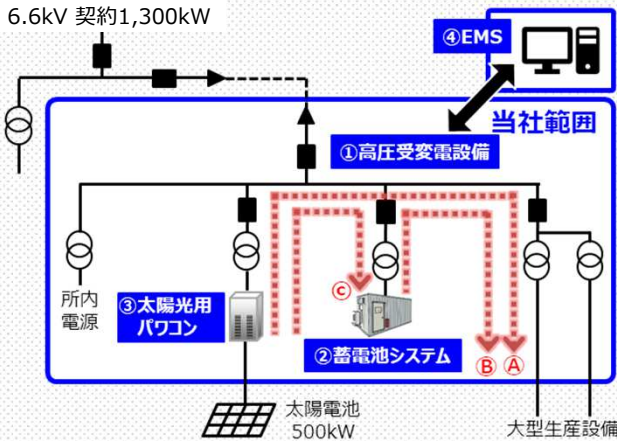 6.6kV 契約1,300kW
④EMS
当社範囲
①高圧受変電設備
所内
電源
③太陽光用
パワコン
Ⓒ
②蓄電池システム
Ⓑ Ⓐ
太陽電池
500kW
大型生産設備